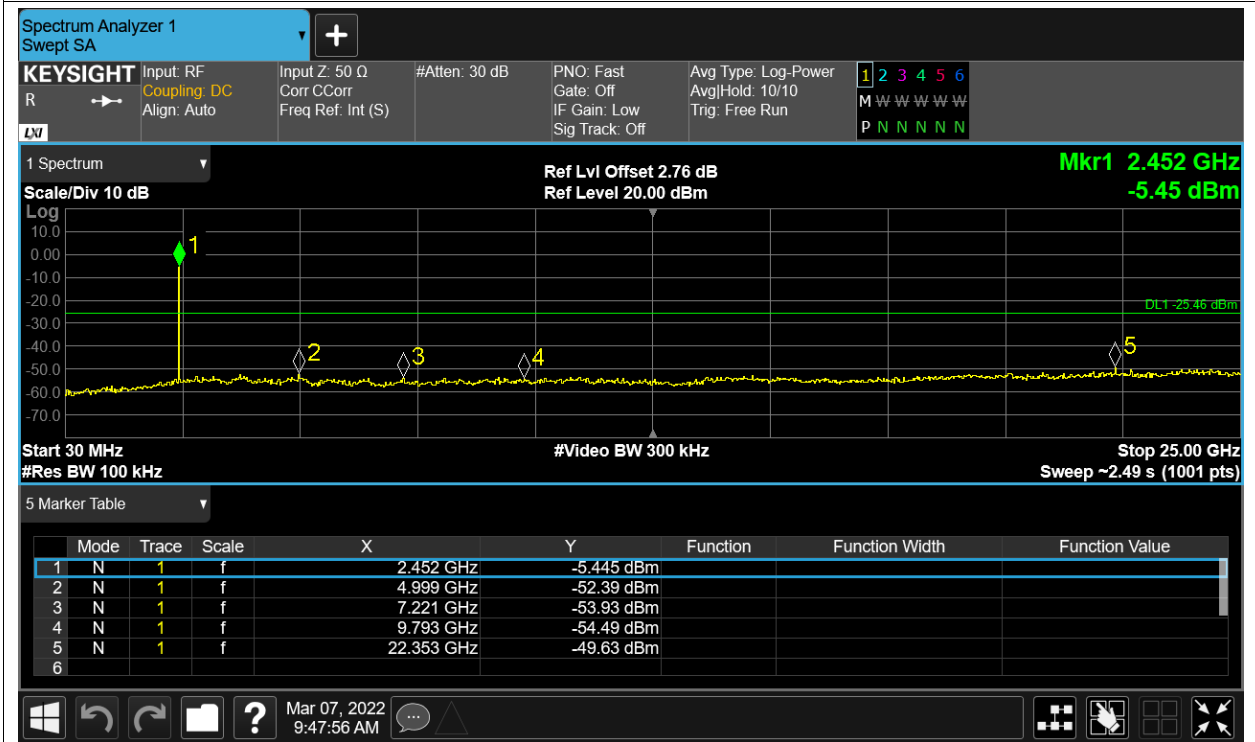 Spectrum Analyzer 1
Swept SA
+
KEYSIGHT Input: RF Input Z: 50 Ω #Atten: 30 dB PNO: Fast Avg Type: Log-Power 1 2 3 4 5 6
R Coupling: DC Corr CCorr Gate: Off Avg|Hold: 10/10 M W W W W W
Align: Auto Freq Ref: Int (S) IF Gain: Low Trig: Free Run
LXI Sig Track: Off P N N N N N
1 Spectrum Ref Lvl Offset 2.76 dB Mkr1 2.452 GHz
Scale/Div 10 dB Ref Level 20.00 dBm -5.45 dBm
Log
10.0
0.00
-10.0
-20.0
-30.0
-40.0
-50.0
-60.0
-70.0
1
DL1 -25.46 dBm
2 3 4 5
Start 30 MHz #Video BW 300 kHz Stop 25.00 GHz
#Res BW 100 kHz Sweep ~2.49 s (1001 pts)
5 Marker Table
Mode Trace Scale X Y Function Function Width Function Value
1 N 1 f 2.452 GHz -5.445 dBm
2 N 1 f 4.999 GHz -52.39 dBm
3 N 1 f 7.221 GHz -53.93 dBm
4 N 1 f 9.793 GHz -54.49 dBm
5 N 1 f 22.353 GHz -49.63 dBm
6
? Mar 07, 2022
9:47:56 AM